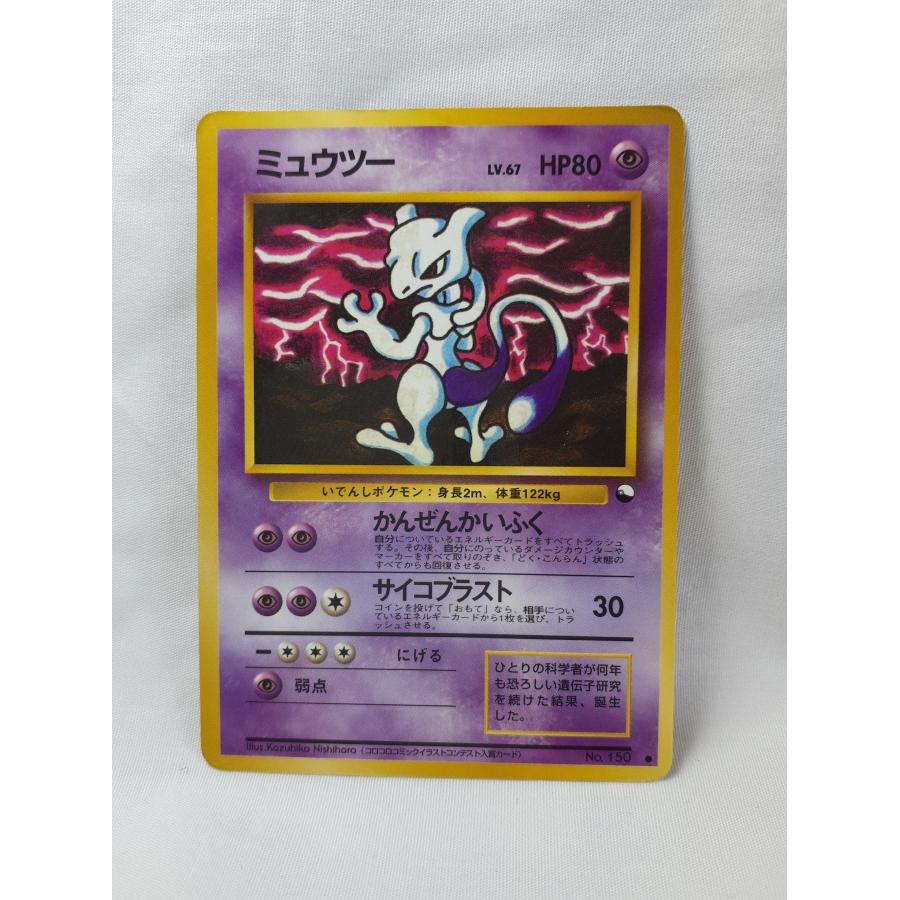 ミュウツー LV.67 HP80
いでんしポケモン：身長2m、体重122kg
かんぜんかいふく
自分についているエネルギーカードをすべてトラッシュ
する。その後、自分にのっているダメージカウンターや
マーカーをすべて取りのぞき、「どく・こんらん」状態の
すべてからも回復させる。
サイコブラスト 30
コインを投げて「おもて」なら、相手につい
ているエネルギーカードから1枚を選び、トラ
ッシュさせる。
にげる
弱点
ひとりの科学者が何年
も恐ろしい遺伝子研究
を続けた結果、誕生
した。
Illus.Kazuhiko Nishihara（コロコロコミックイラストコンテスト入賞カード） No. 150